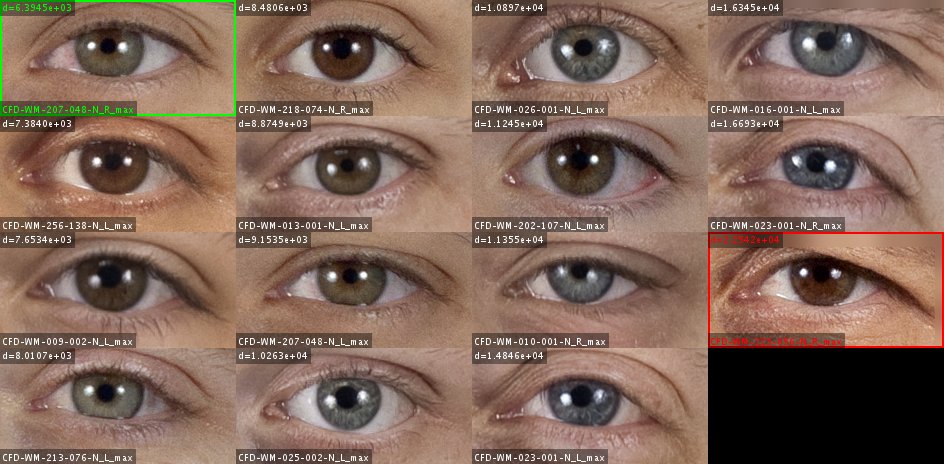 d=6.3945e+03
CFD-WM-207-048-N_R_max
d=7.3840e+03
CFD-WM-256-138-N_L_max
d=7.6534e+03
CFD-WM-009-002-N_L_max
d=8.0107e+03
CFD-WM-213-076-N_L_max
d=8.4806e+03
CFD-WM-218-074-N_R_max
d=8.8749e+03
CFD-WM-013-001-N_L_max
d=9.1535e+03
CFD-WM-207-048-N_L_max
d=1.0263e+04
CFD-WM-025-002-N_L_max
d=1.0897e+04
CFD-WM-026-001-N_L_max
d=1.1245e+04
CFD-WM-202-107-N_L_max
d=1.1355e+04
CFD-WM-010-001-N_R_max
d=1.4846e+04
CFD-WM-023-001-N_L_max
d=1.6345e+04
CFD-WM-016-001-N_L_max
d=1.6693e+04
CFD-WM-023-001-N_R_max